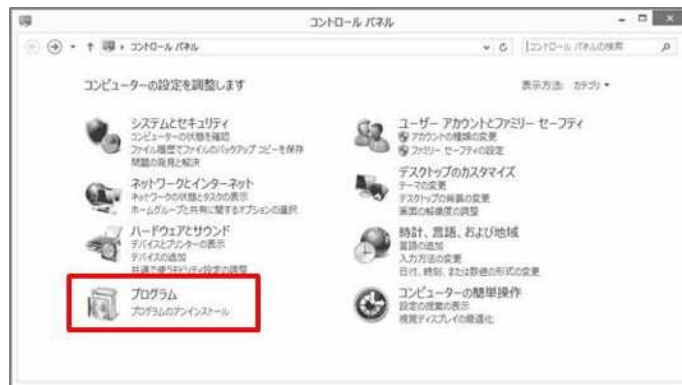 コントロール パネル
コントロール パネル
コントロール パネルの検索
コンピューターの設定を調整します
表示方法: カテゴリ
システムとセキュリティ
コンピューターの状態を確認
ファイル履歴でファイルのバックアップ コピーを保存
問題の発見と解決
ネットワークとインターネット
ネットワークの状態とタスクの表示
ホームグループと共有に関するオプションの選択
ハードウェアとサウンド
デバイスとプリンターの表示
デバイスの追加
共通で使うモビリティ設定の調整
プログラム
プログラムのアンインストール
ユーザー アカウントとファミリー セーフティ
アカウントの種類の変更
ファミリー セーフティの設定
デスクトップのカスタマイズ
テーマの変更
デスクトップの背景の変更
画面の解像度の調整
時計、言語、および地域
言語の追加
入力方法の変更
日付、時刻、または数値の形式の変更
コンピューターの簡単操作
設定の提案の表示
視覚ディスプレイの最適化